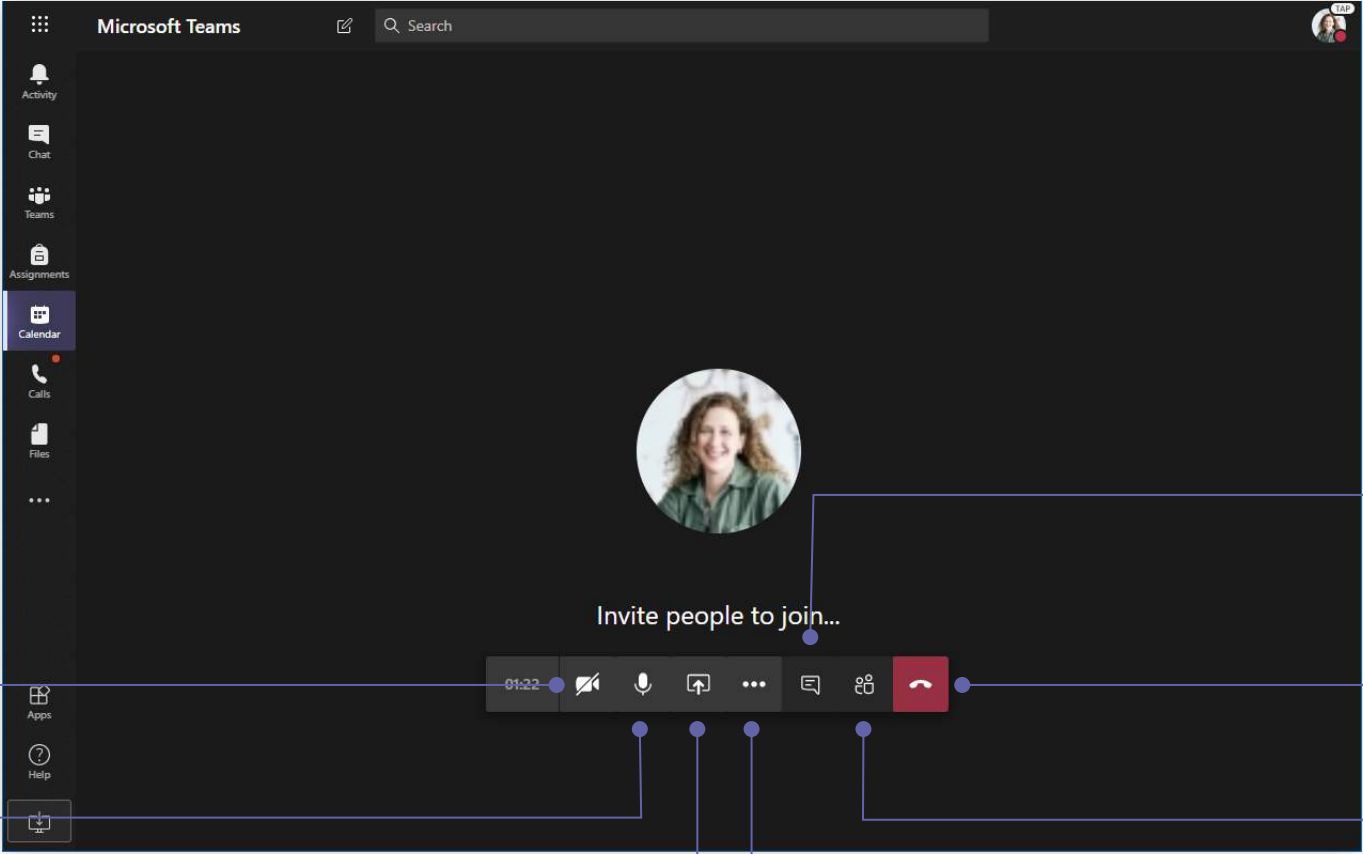 Microsoft Teams
Search
TAP
Activity
Chat
Teams
Assignments
Calendar
Calls
Files
Invite people to join...
01:22
Apps
Help